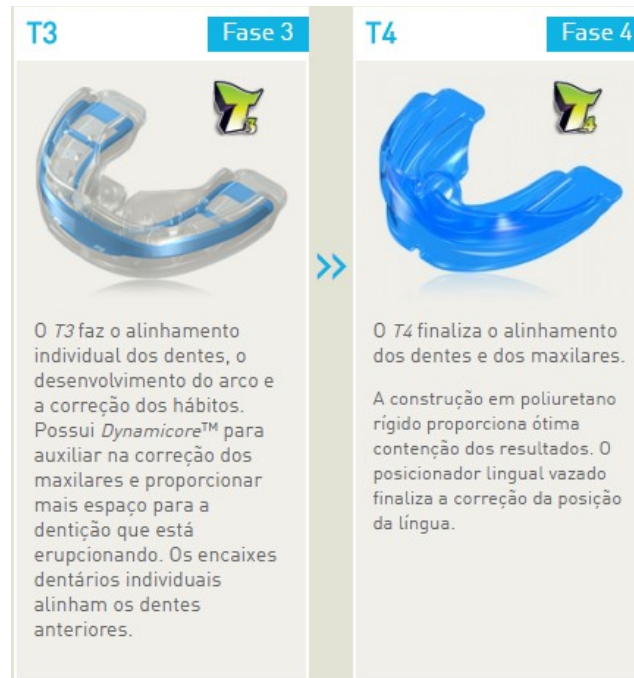 T3
Fase 3
T3
O T3 faz o alinhamento
individual dos dentes, o
desenvolvimento do arco e
a correção dos hábitos.
Possui Dynamicore™ para
auxiliar na correção dos
maxilares e proporcionar
mais espaço para a
dentição que está
erupcionando. Os encaixes
dentários individuais
alinham os dentes
anteriores.
»
T4
Fase 4
T4
O T4 finaliza o alinhamento
dos dentes e dos maxilares.
A construção em poliuretano
rígido proporciona ótima
contenção dos resultados. O
posicionador lingual vazado
finaliza a correção da posição
da língua.